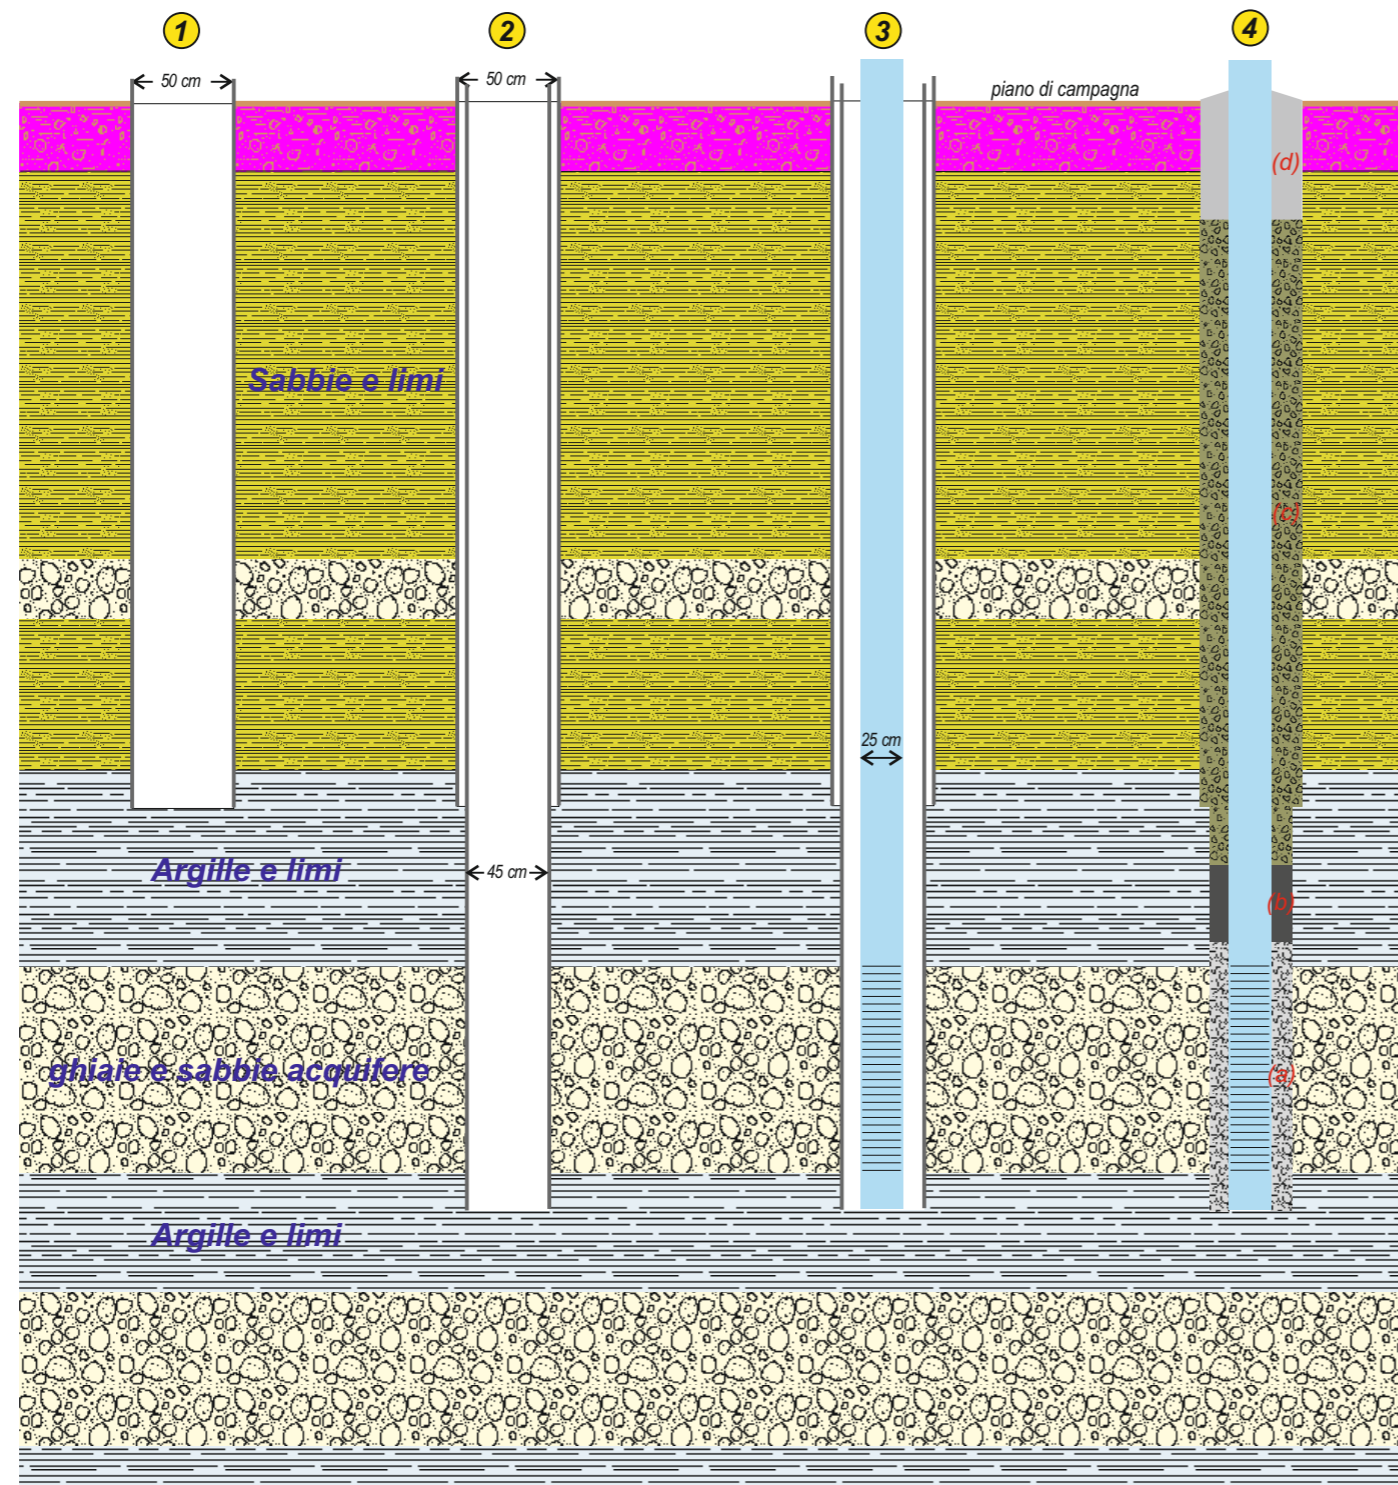 1
2
3
4
50 cm
50 cm
piano di campagna
(d)
Sabbie e limi
(c)
25 cm
Argille e limi
45 cm
(b)
ghiaie e sabbie acquifere
(a)
Argille e limi